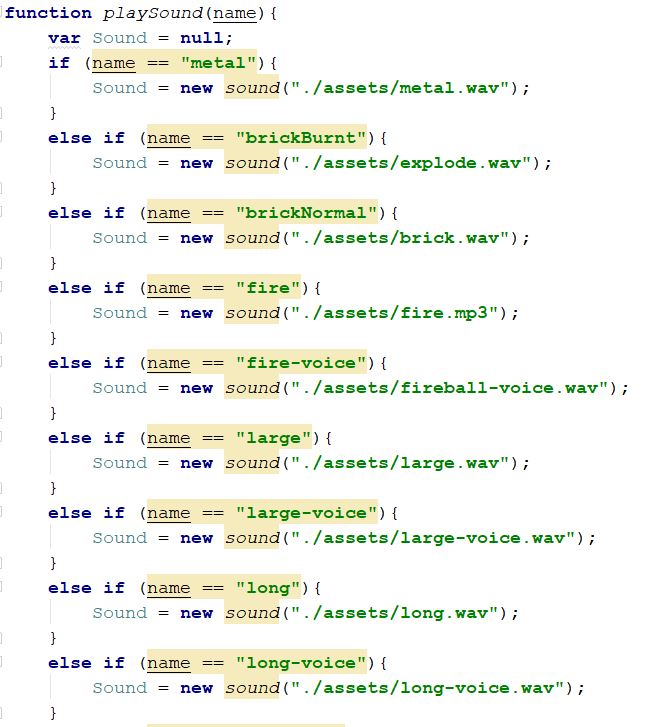 function playSound(name){
    var Sound = null;
    if (name == "metal"){
        Sound = new sound("./assets/metal.wav");
    }
    else if (name == "brickBurnt"){
        Sound = new sound("./assets/explode.wav");
    }
    else if (name == "brickNormal"){
        Sound = new sound("./assets/brick.wav");
    }
    else if (name == "fire"){
        Sound = new sound("./assets/fire.mp3");
    }
    else if (name == "fire-voice"){
        Sound = new sound("./assets/fireball-voice.wav");
    }
    else if (name == "large"){
        Sound = new sound("./assets/large.wav");
    }
    else if (name == "large-voice"){
        Sound = new sound("./assets/large-voice.wav");
    }
    else if (name == "long"){
        Sound = new sound("./assets/long.wav");
    }
    else if (name == "long-voice"){
        Sound = new sound("./assets/long-voice.wav");
    }